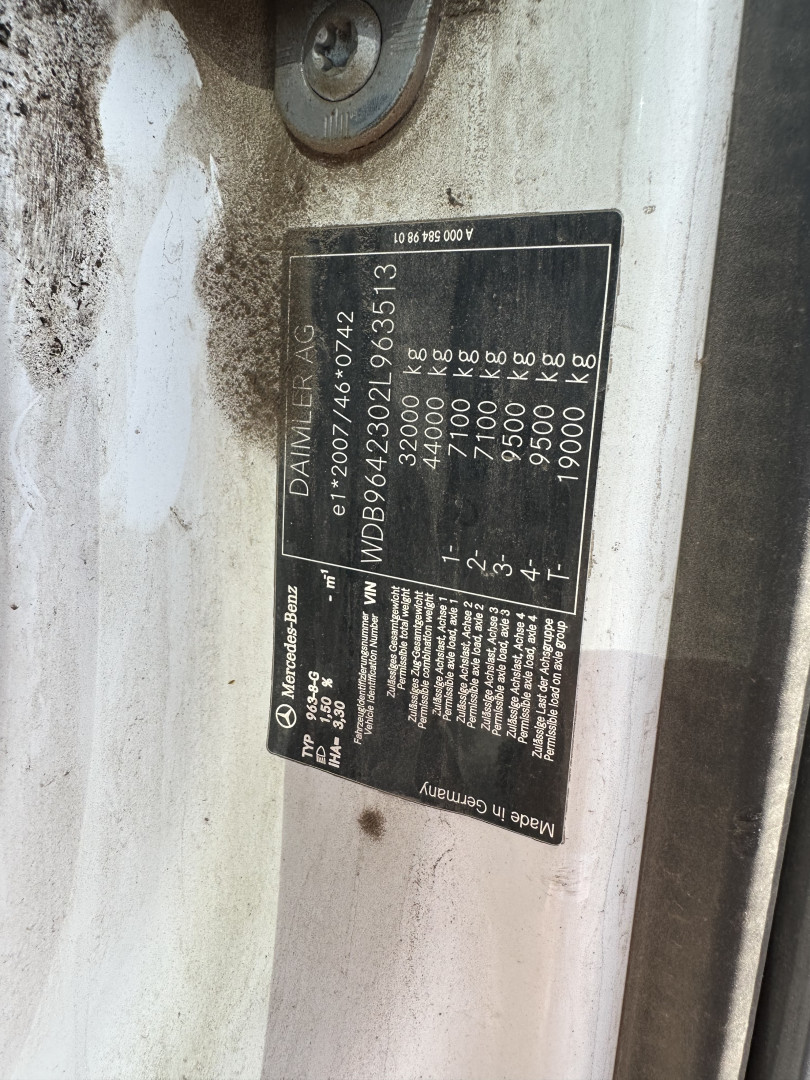 Mercedes-Benz
DAIMLER AG
TYP 963-8-G
ED 1,50 % - m⁻¹
IHA= 3,30
e1*2007/46*0742
Fahrzeugidentifizierungsnummer
Vehicle Identification Number VIN WDB9642302L963513
Zulässiges Gesamtgewicht
Permissible total weight 32000 kg
Zulässiges Zug-Gesamtgewicht
Permissible combination weight 44000 kg
Zulässige Achslast, Achse 1
Permissible axle load, axle 1 1- 7100 kg
Zulässige Achslast, Achse 2
Permissible axle load, axle 2 2- 7100 kg
Zulässige Achslast, Achse 3
Permissible axle load, axle 3 3- 9500 kg
Zulässige Achslast, Achse 4
Permissible axle load, axle 4 4- 9500 kg
Zulässige Last der Achsgruppe
Permissible load on axle group T- 19000 kg
Made in Germany
A 000 584 98 01